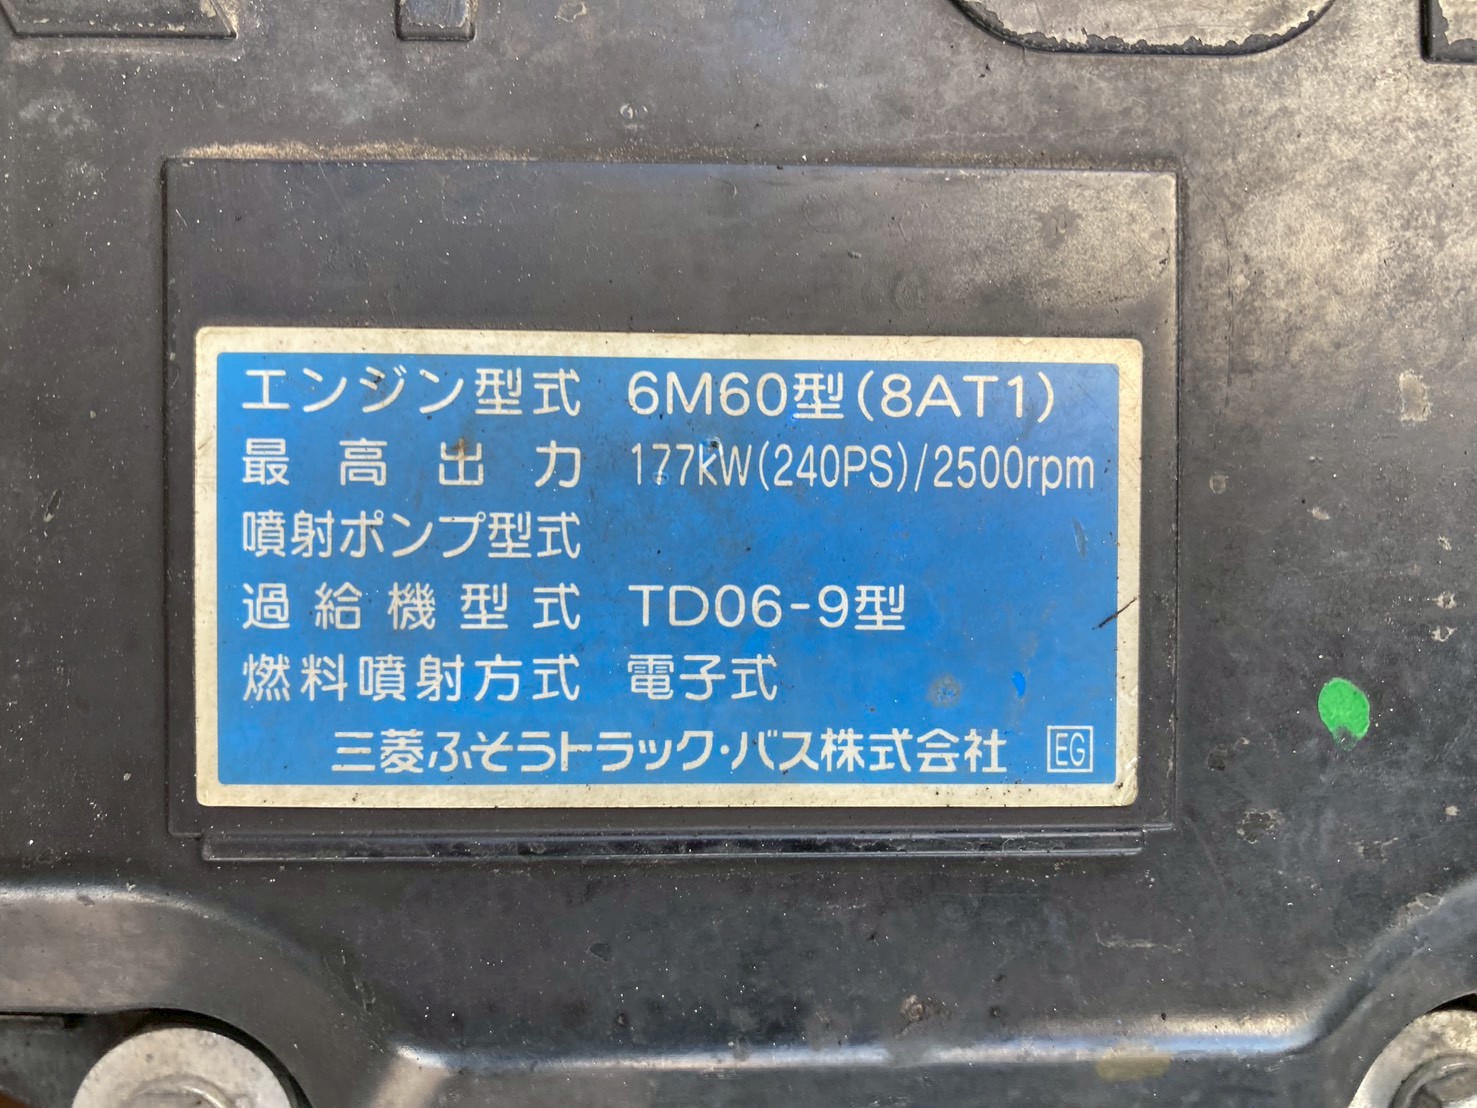 エンジン型式 6M60型(8AT1)
最高出力 177kW(240PS)/2500rpm
噴射ポンプ型式
過給機型式 TD06-9型
燃料噴射方式 電子式
三菱ふそうトラック・バス株式会社 EG